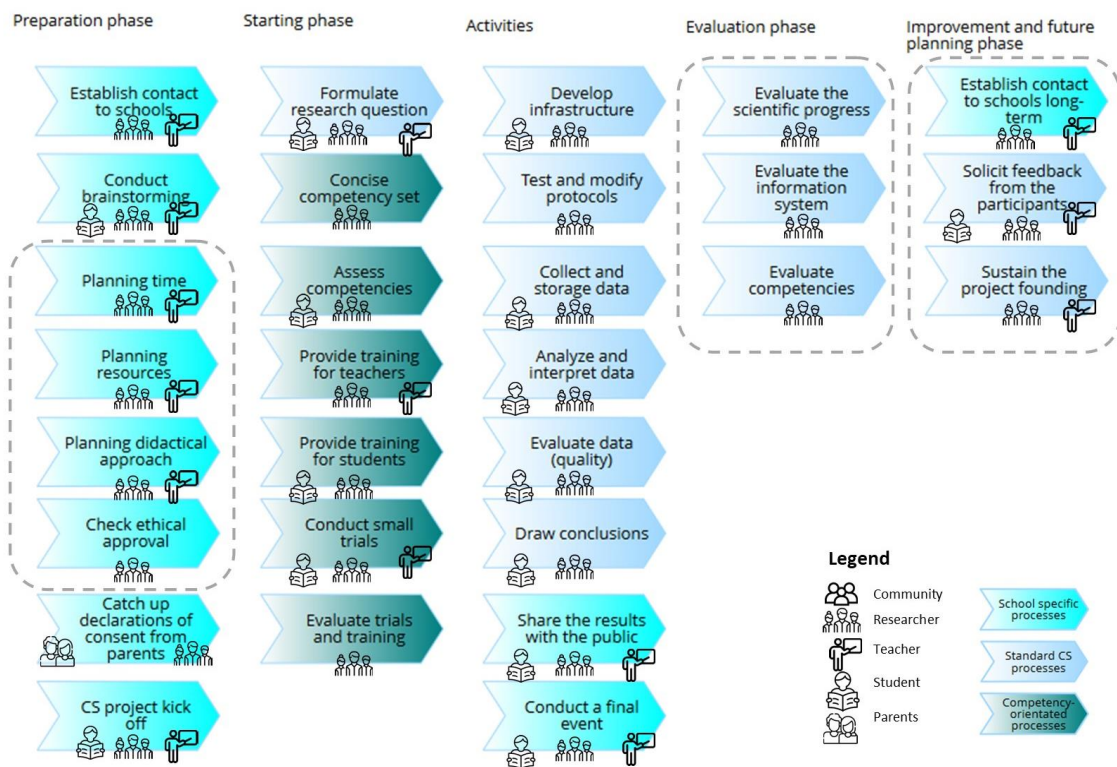 Preparation phase
Establish contact
to schools
Conduct
brainstorming
Planning time
Planning
resources
Planning didactical
approach
Check ethical
approval
Catch up
declarations of
consent from
parents
CS project kick
off
Starting phase
Formulate
research question
Concise
competency set
Assess
competencies
Provide training
for teachers
Provide training
for students
Conduct small
trials
Evaluate trials
and training
Activities
Develop
infrastructure
Test and modify
protocols
Collect and
storage data
Analyze and
interpret data
Evaluate data
(quality)
Draw conclusions
Share the results
with the public
Conduct a final
event
Evaluation phase
Evaluate the
scientific progress
Evaluate the
information
system
Evaluate
competencies
Improvement and future
planning phase
Establish contact
to schools long-
term
Solicit feedback
from the
participants
Sustain the
project founding
Legend
Community
Researcher
Teacher
Student
Parents
School specific
processes
Standard CS
processes
Competency-
orientated processes